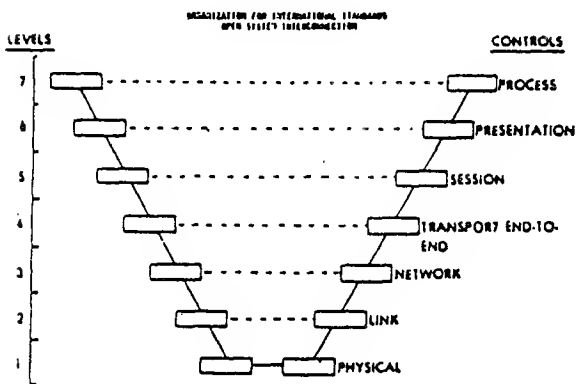 ORGANIZATION FOR INTERNATIONAL STANDARDS
OPEN SYSTEM INTERCONNECTION
LEVELS
CONTROLS
7
PROCESS
6
PRESENTATION
5
SESSION
4
TRANSPORT END-TO-
END
3
NETWORK
2
LINK
1
PHYSICAL